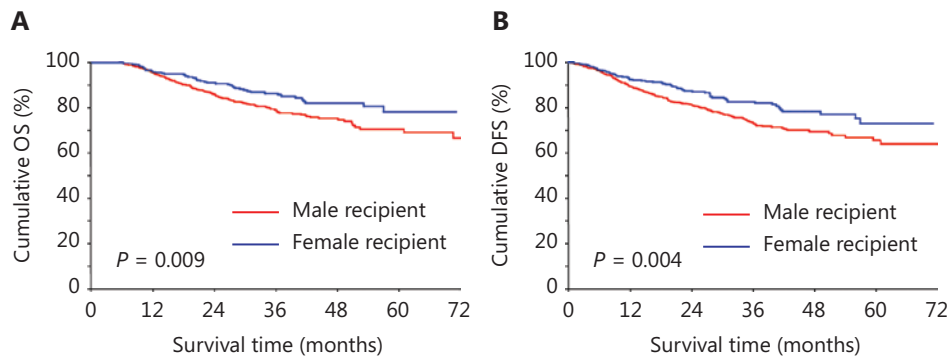 A
Cumulative OS (%)
100
80
60
40
20
0
Male recipient
Female recipient
P = 0.009
0 12 24 36 48 60 72
Survival time (months)
B
Cumulative DFS (%)
100
80
60
40
20
0
Male recipient
Female recipient
P = 0.004
0 12 24 36 48 60 72
Survival time (months)